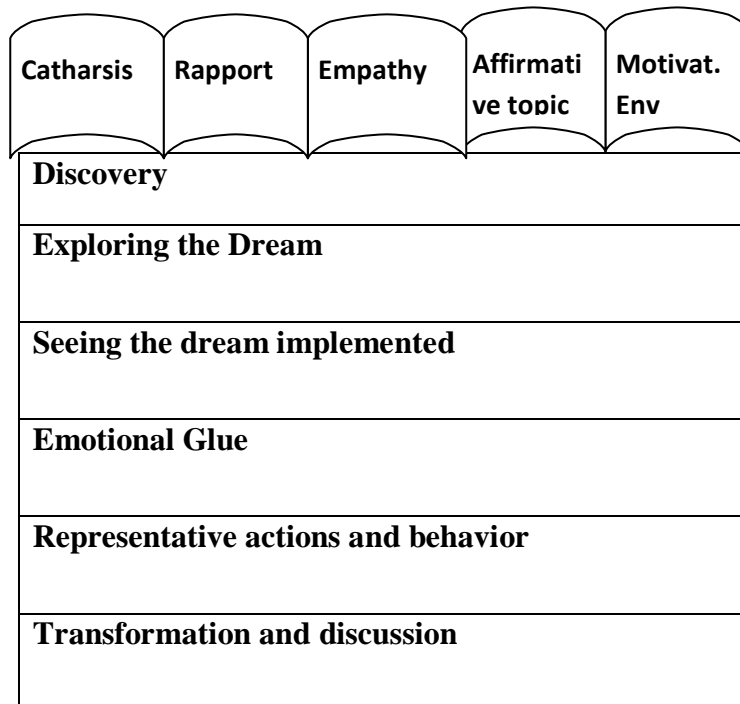 Catharsis
Rapport
Empathy
Affirmati
ve topic
Motivat.
Env
Discovery
Exploring the Dream
Seeing the dream implemented
Emotional Glue
Representative actions and behavior
Transformation and discussion